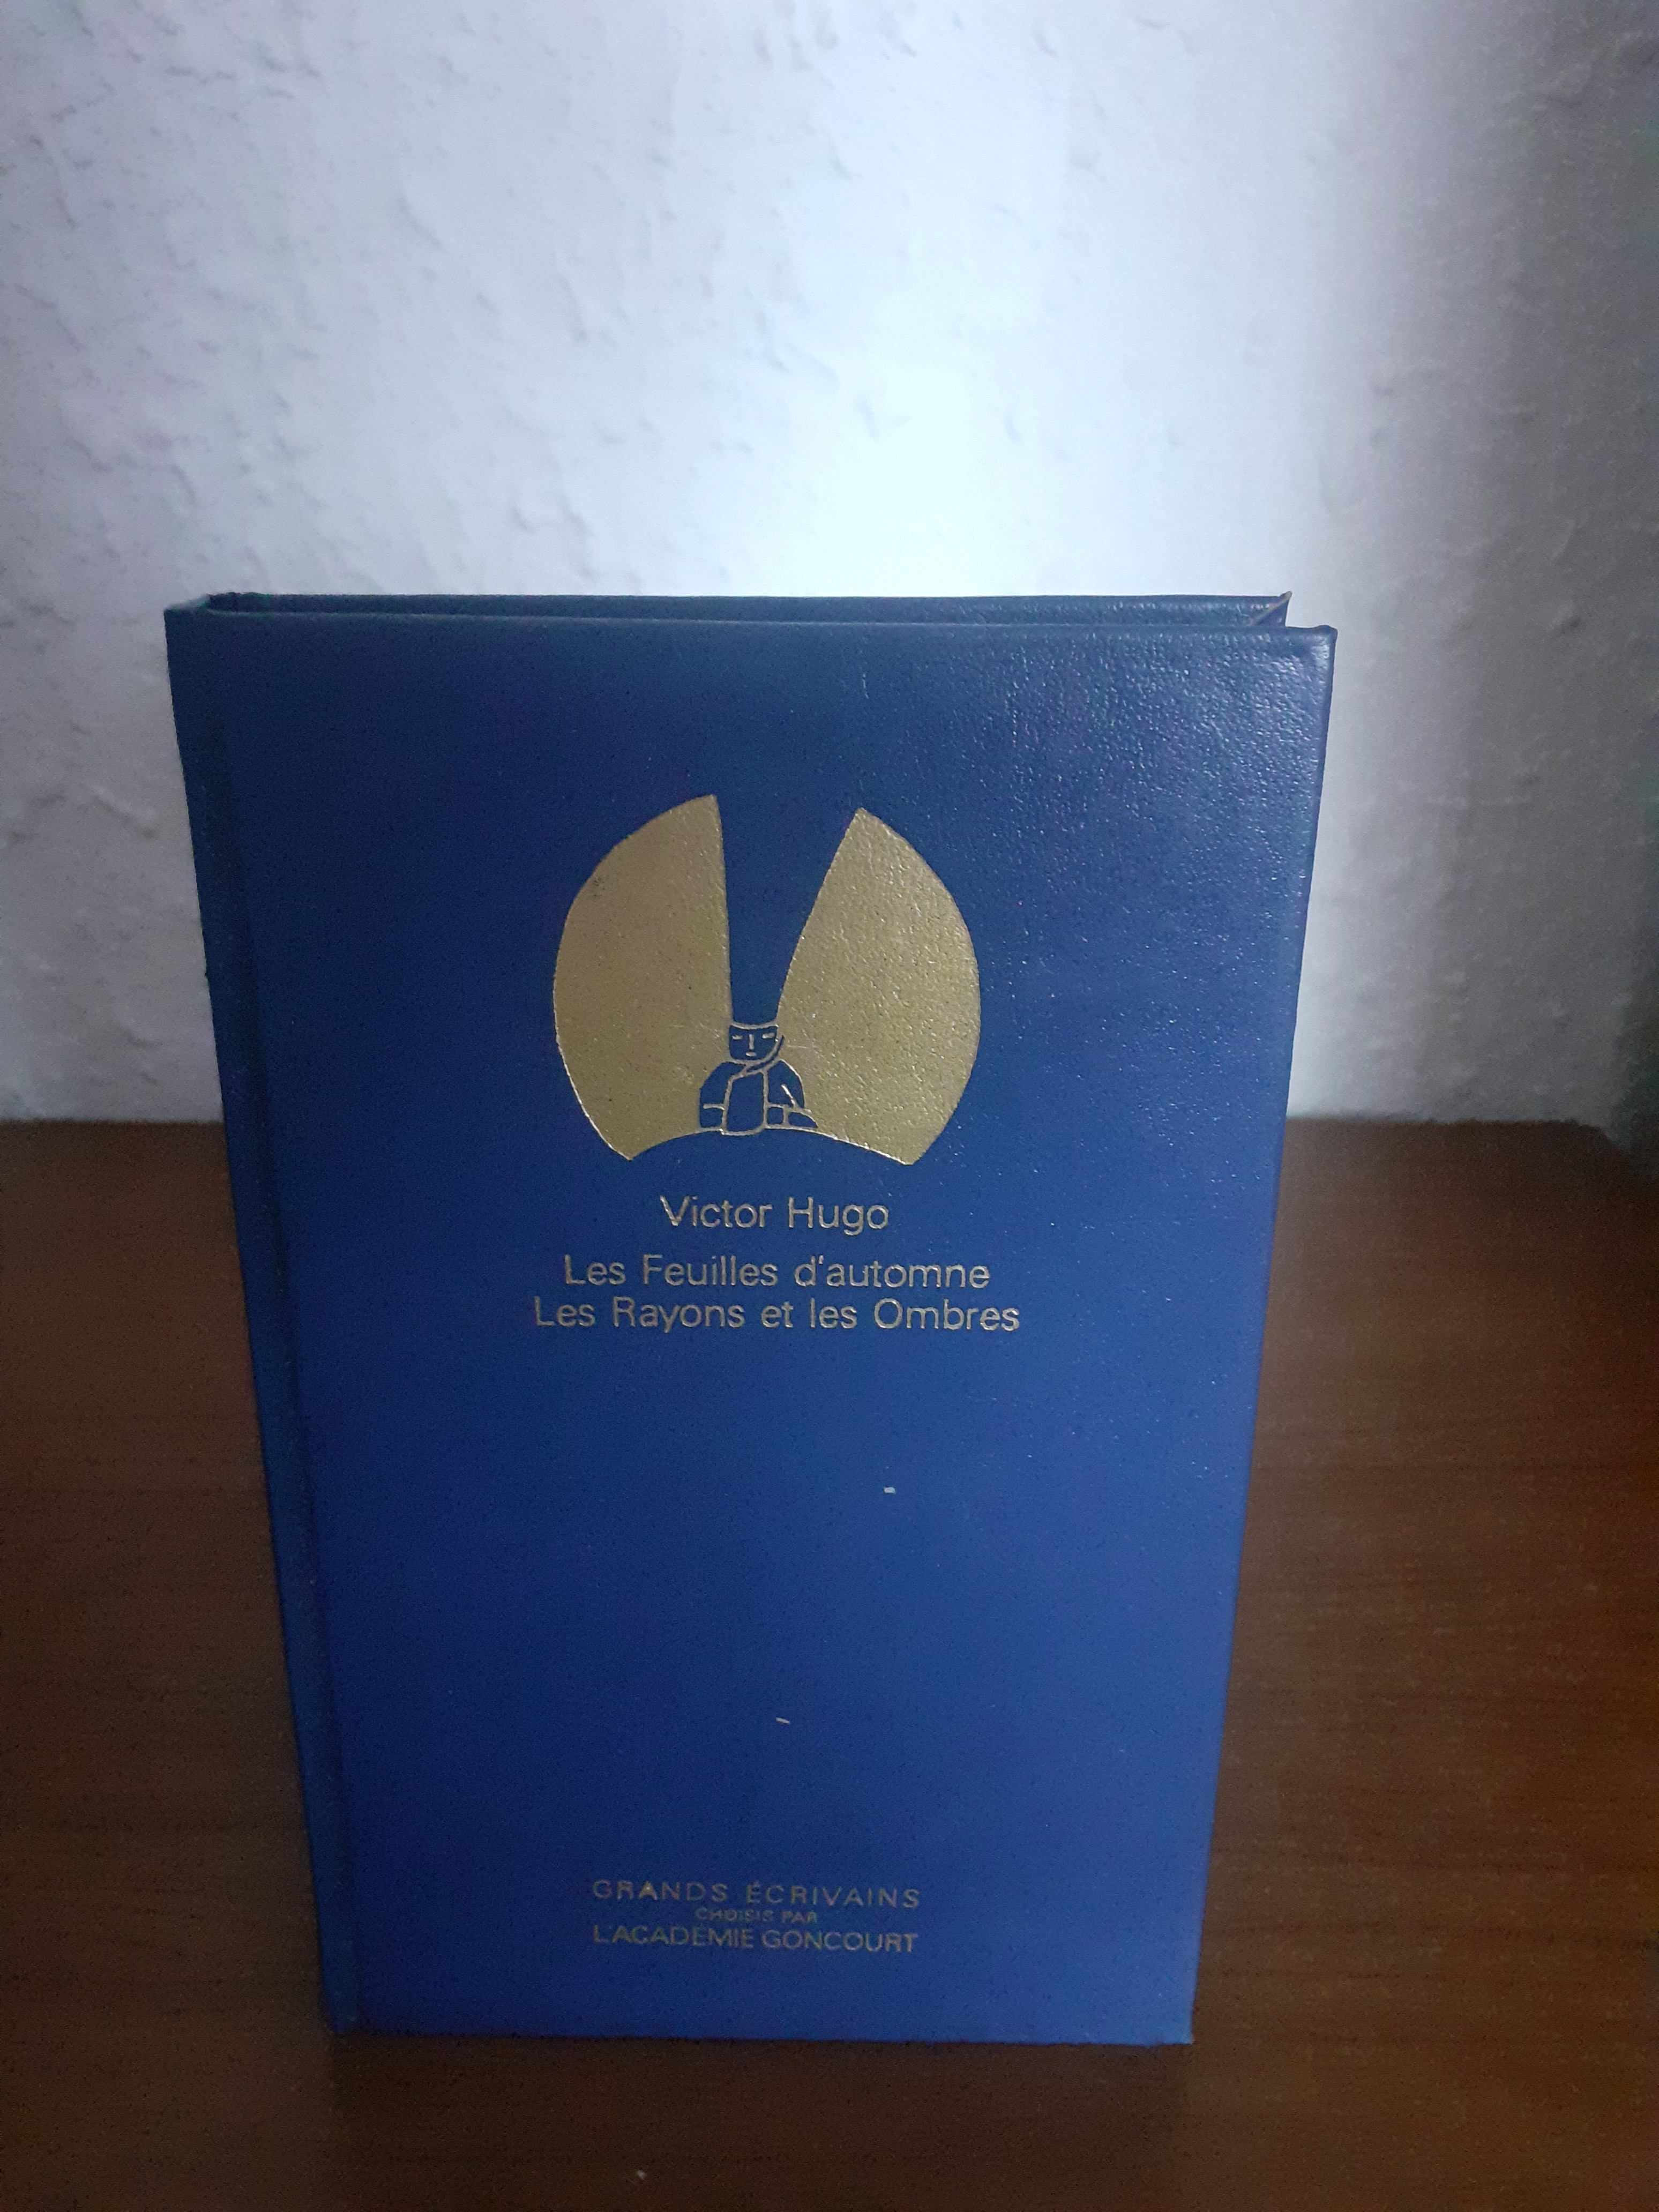 Victor Hugo
Les Feuilles d'automne
Les Rayons et les Ombres
GRANDS ÉCRIVAINS
CHOISIS PAR
L'ACADÉMIE GONCOURT